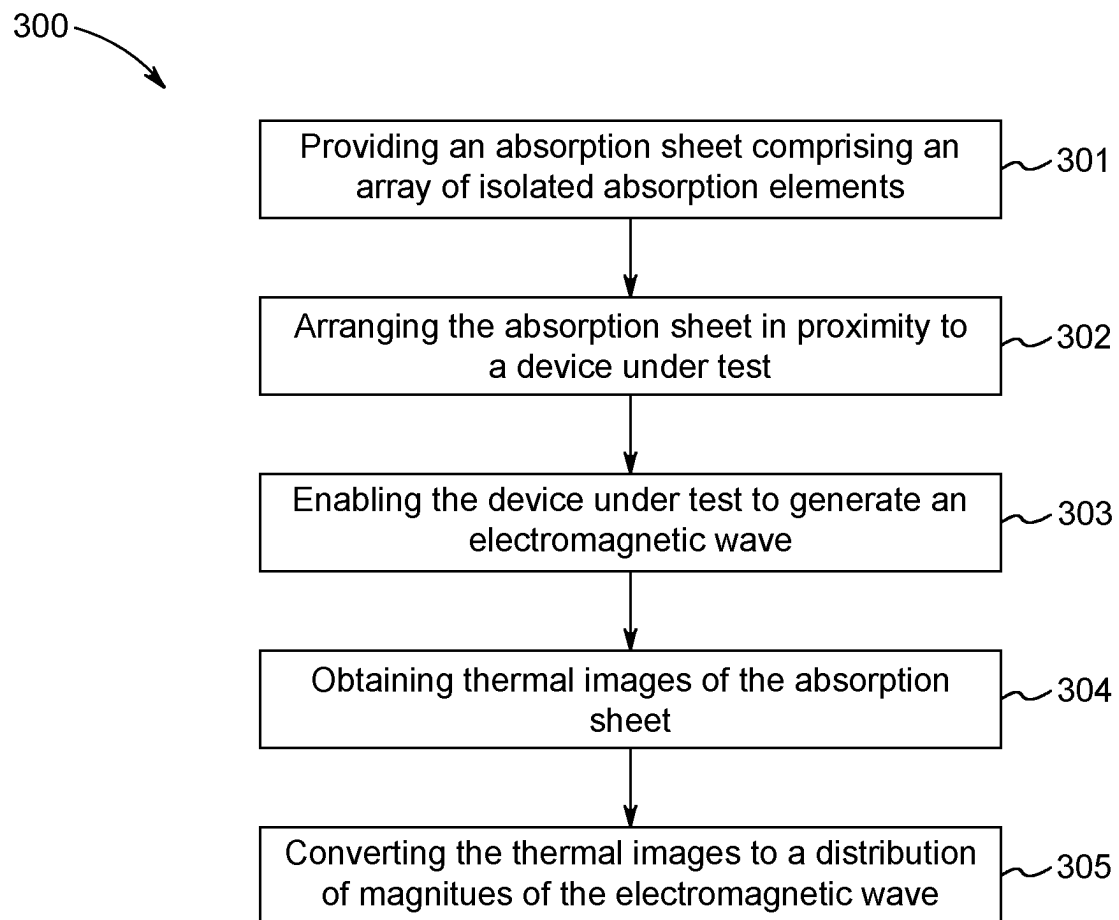 300
Providing an absorption sheet comprising an
array of isolated absorption elements
301
Arranging the absorption sheet in proximity to
a device under test
302
Enabling the device under test to generate an
electromagnetic wave
303
Obtaining thermal images of the absorption
sheet
304
Converting the thermal images to a distribution
of magnitues of the electromagnetic wave
305